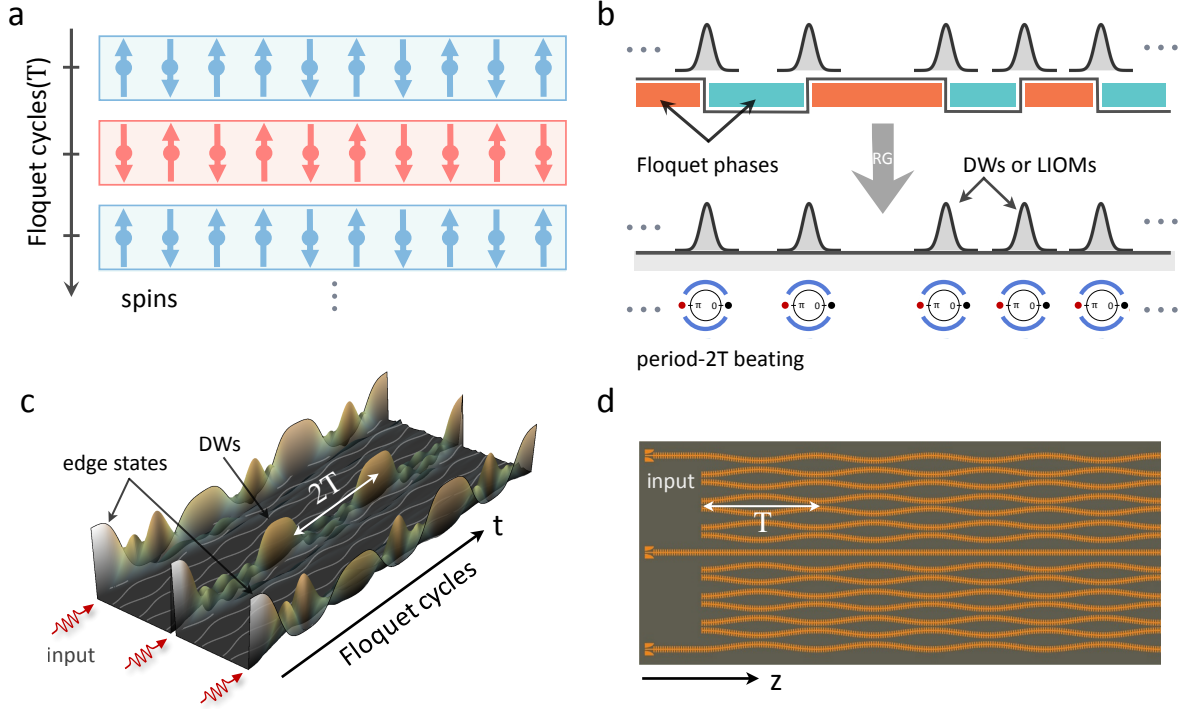 a
Floquet cycles(T)
spins
b
Floquet phases
RG
DWs or LIOMs
π 0
π 0
π 0
π 0
π 0
period-2T beating
c
edge states
DWs
2T
t
Floquet cycles
input
d
input
T
z